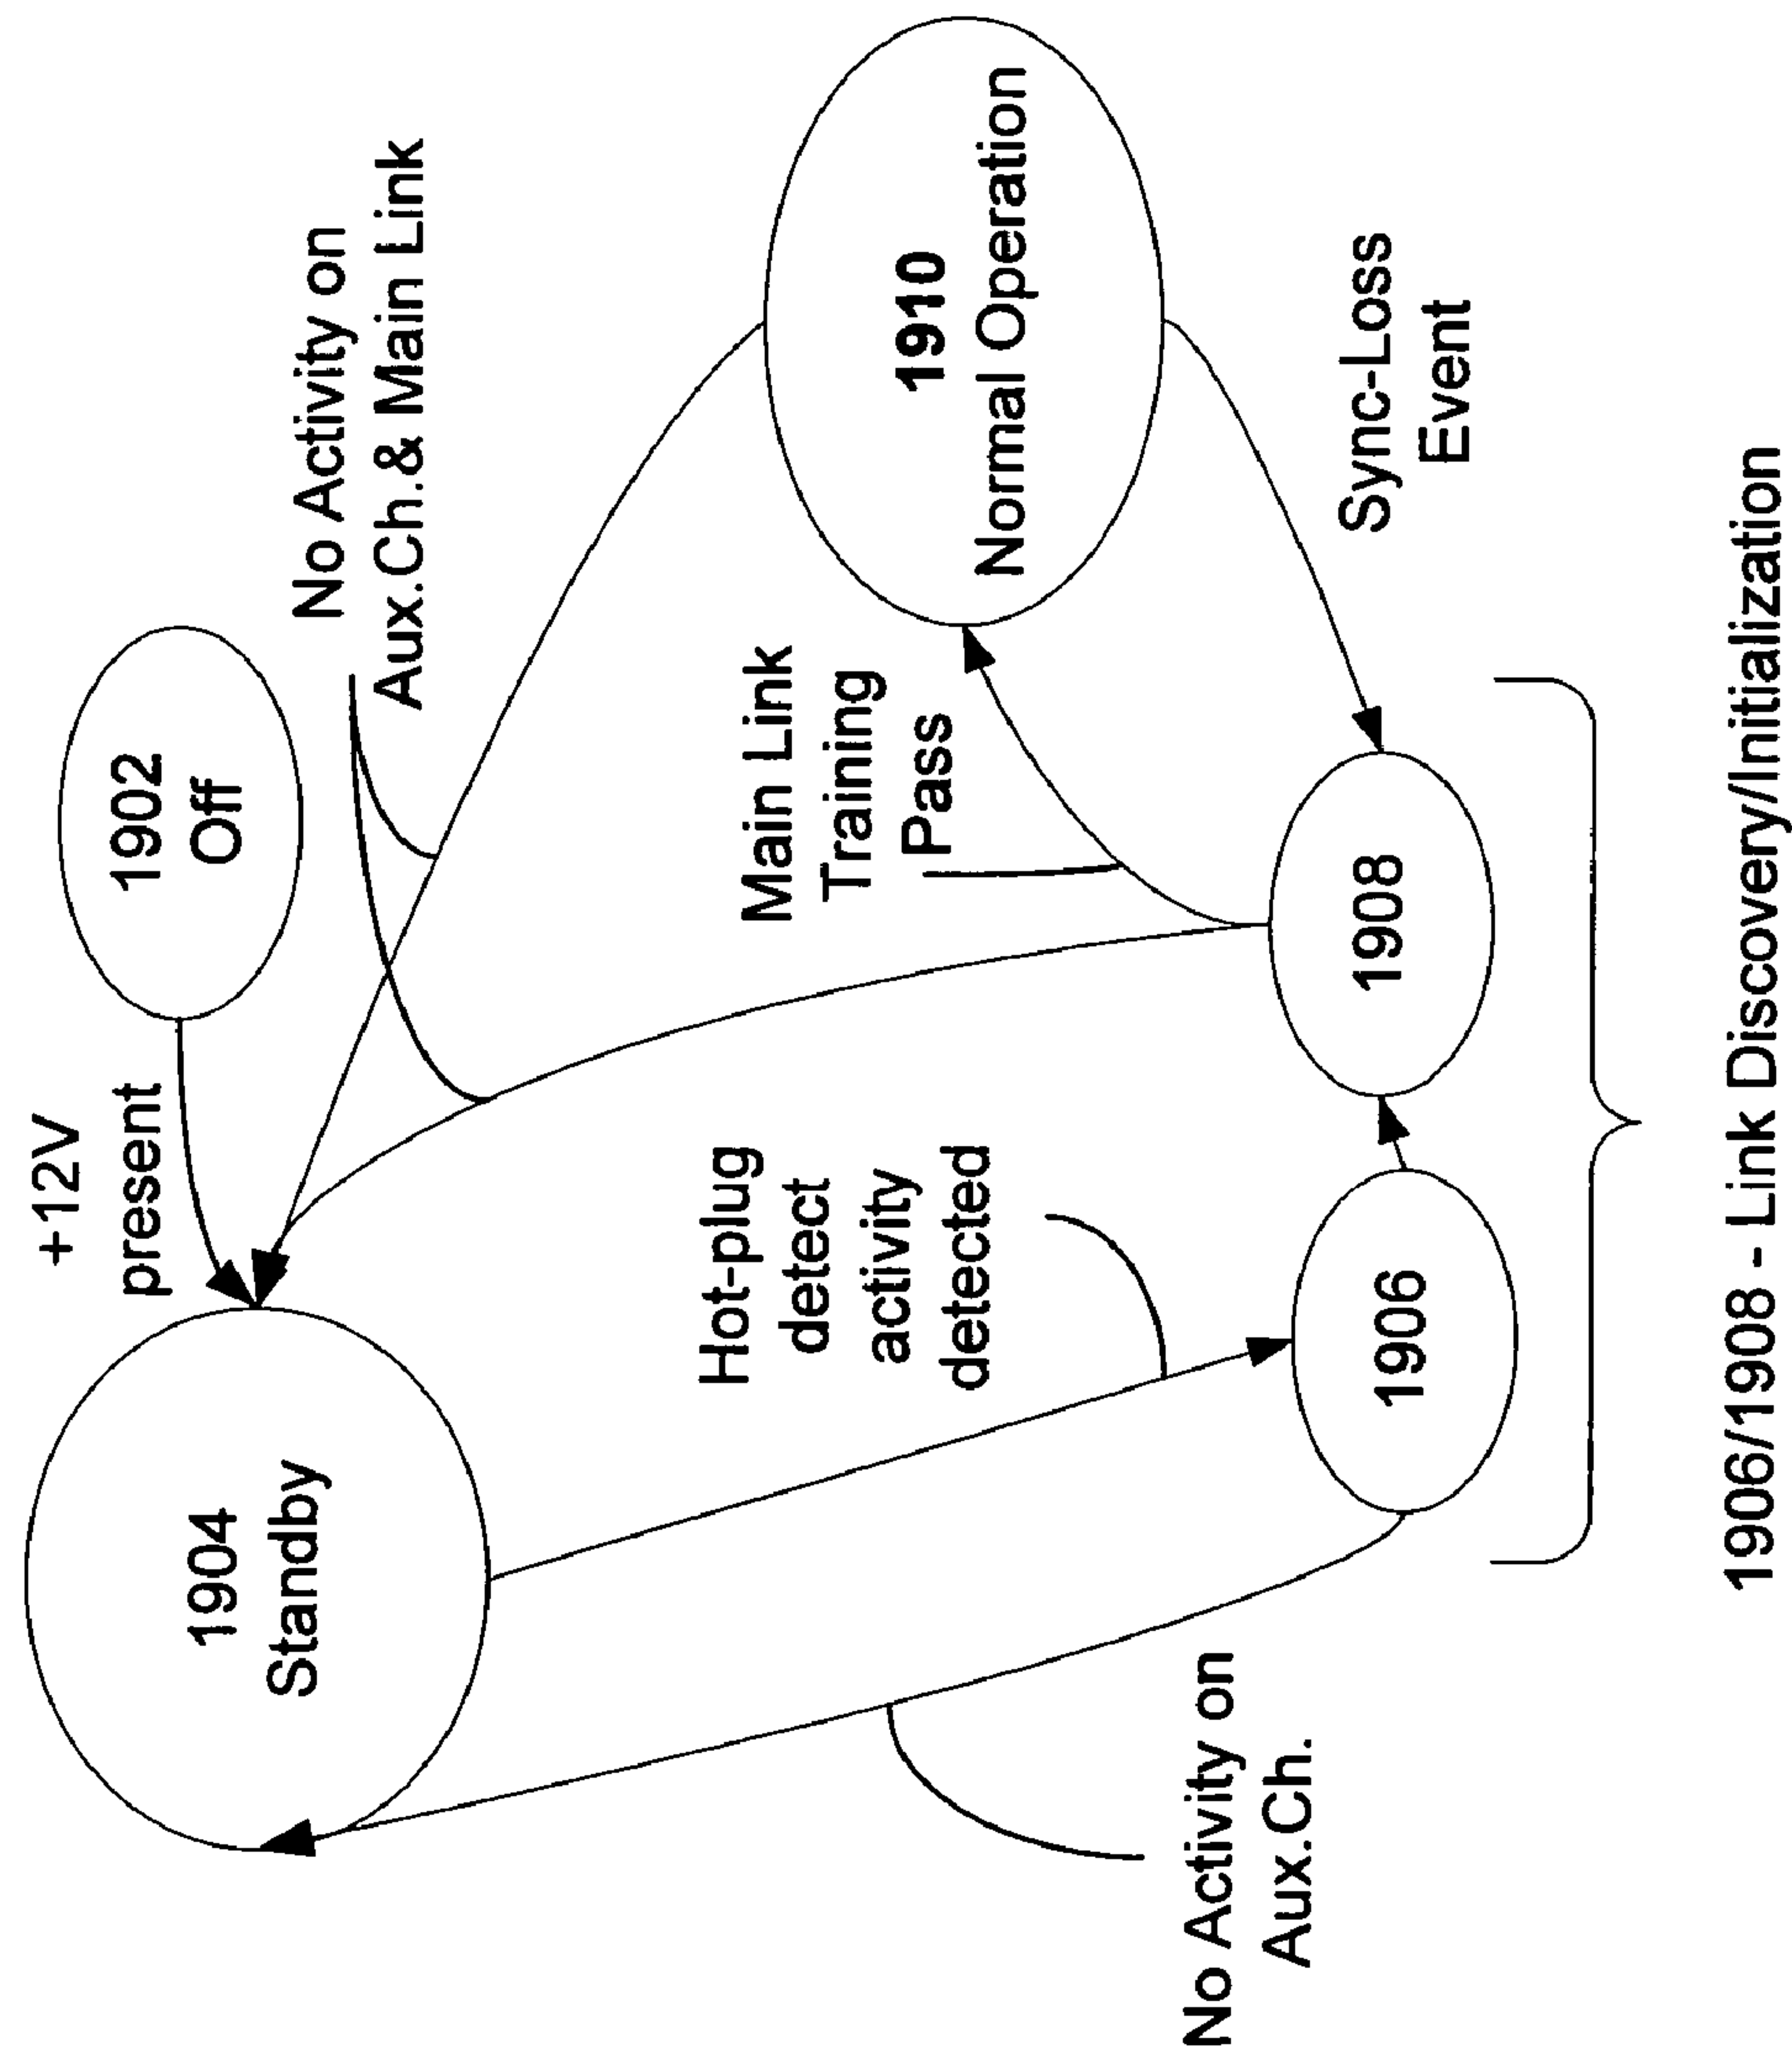 +12V
present
1902
Off
No Activity on
Aux.Ch.& Main Link
1904
Standby
Hot-plug
detect
activity
detected
Main Link
Training
Pass
1910
Normal Operation
No Activity on
Aux.Ch.
1906
1908
Sync-Loss
Event
1906/1908 - Link Discovery/Initialization